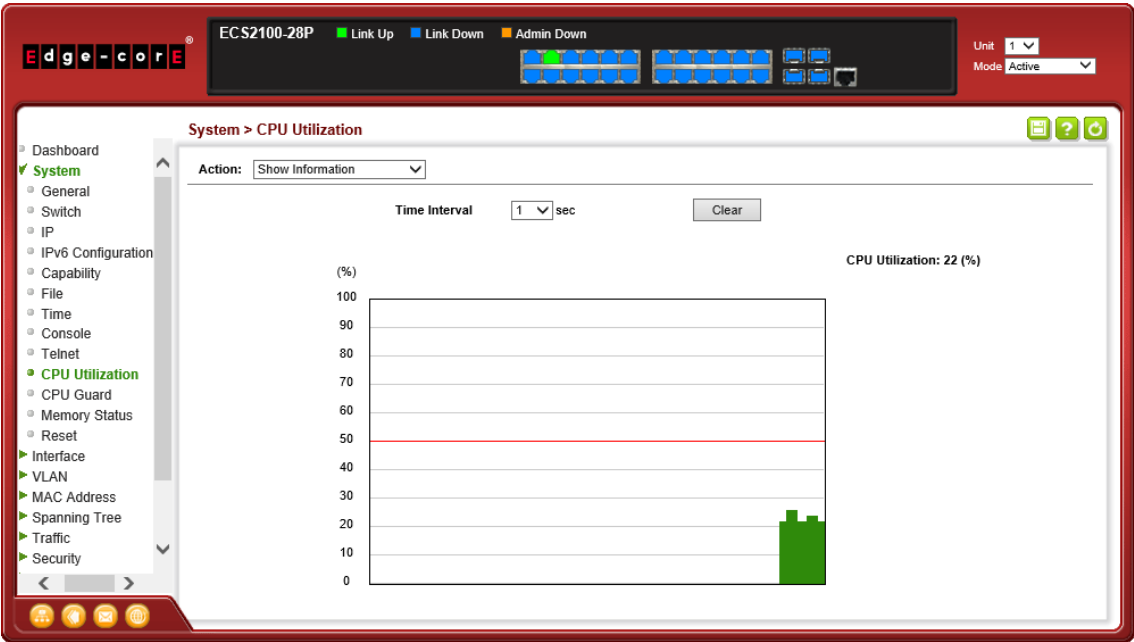 Edge-corE®
ECS2100-28P Link Up Link Down Admin Down
Unit 1
Mode Active
System > CPU Utilization
Action: Show Information
Time Interval 1 sec Clear
CPU Utilization: 22 (%)
(%)
100
90
80
70
60
50
40
30
20
10
0
Dashboard
System
General
Switch
IP
IPv6 Configuration
Capability
File
Time
Console
Telnet
CPU Utilization
CPU Guard
Memory Status
Reset
Interface
VLAN
MAC Address
Spanning Tree
Traffic
Security